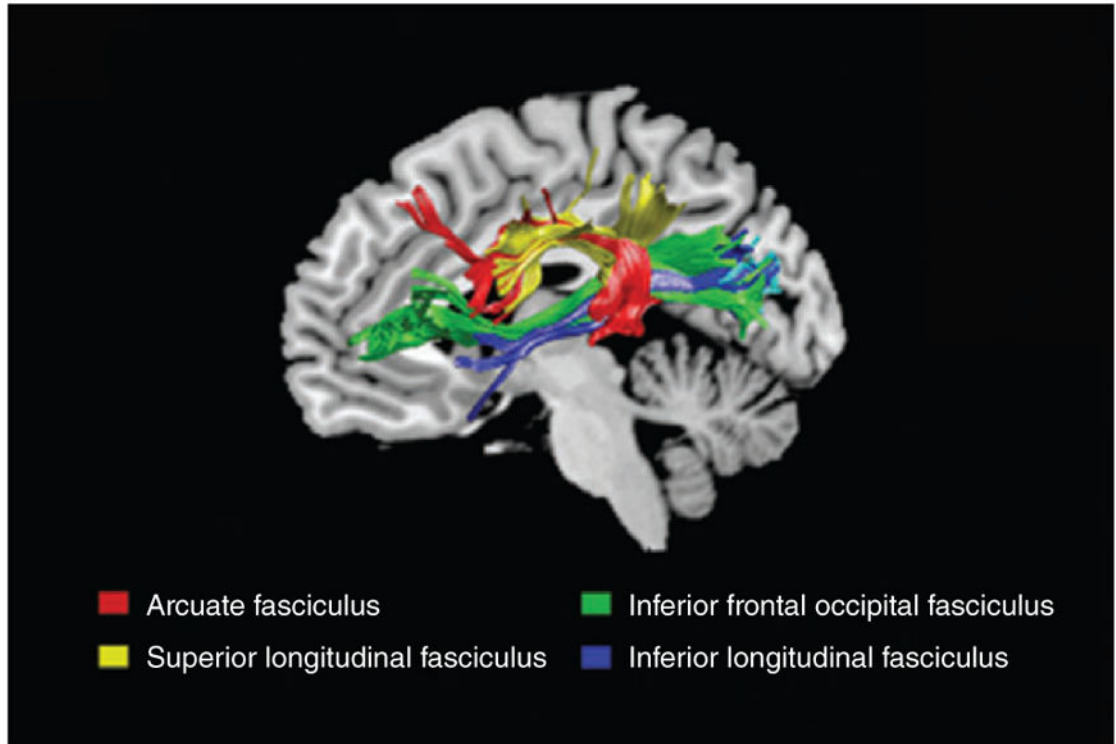 Arcuate fasciculus
Inferior frontal occipital fasciculus
Superior longitudinal fasciculus
Inferior longitudinal fasciculus